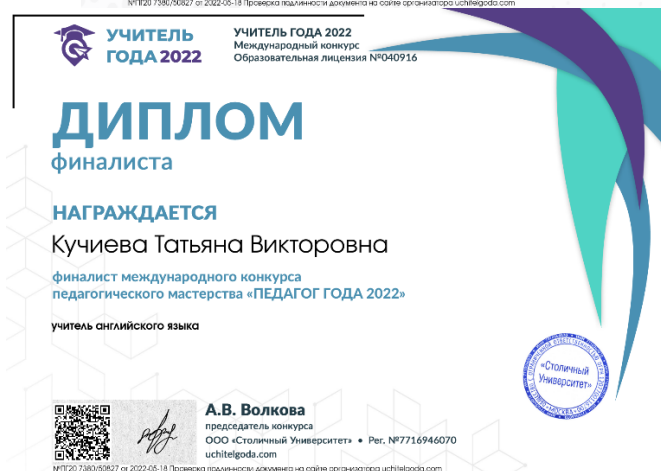 №ПГ20 7380/50827 от 2022-05-18 Проверка подлинности документа на сайте организатора uchitelgoda.com
УЧИТЕЛЬ
ГОДА 2022
УЧИТЕЛЬ ГОДА 2022
Международный конкурс
Образовательная лицензия №040916
ДИПЛОМ
финалиста
НАГРАЖДАЕТСЯ
Кучиева Татьяна Викторовна
финалист международного конкурса
педагогического мастерства «ПЕДАГОГ ГОДА 2022»
учитель английского языка
«Столичный
Университет»
А.В. Волкова
председатель конкурса
ООО «Столичный Университет» • Рег. №7716946070
uchitelgoda.com
№ПГ20 7380/50827 от 2022-05-18 Проверка подлинности документа на сайте организатора uchitelgoda.com